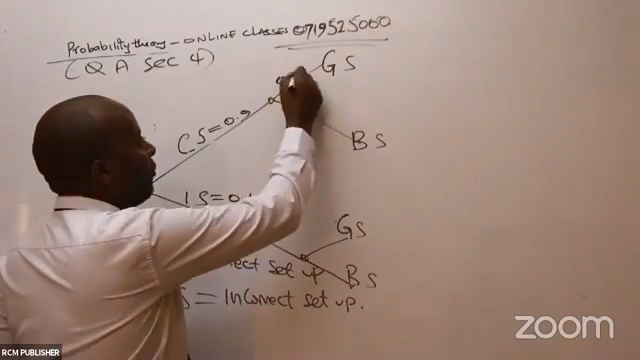 Probability theory - ONLINE CLASSES 0719525060
(Q A SEC 4)
GS
CS = 0.9
BS
IS = 0.
GS
ect set up
BS
S = InCorrect set up.
zoom
RCM PUBLISHER